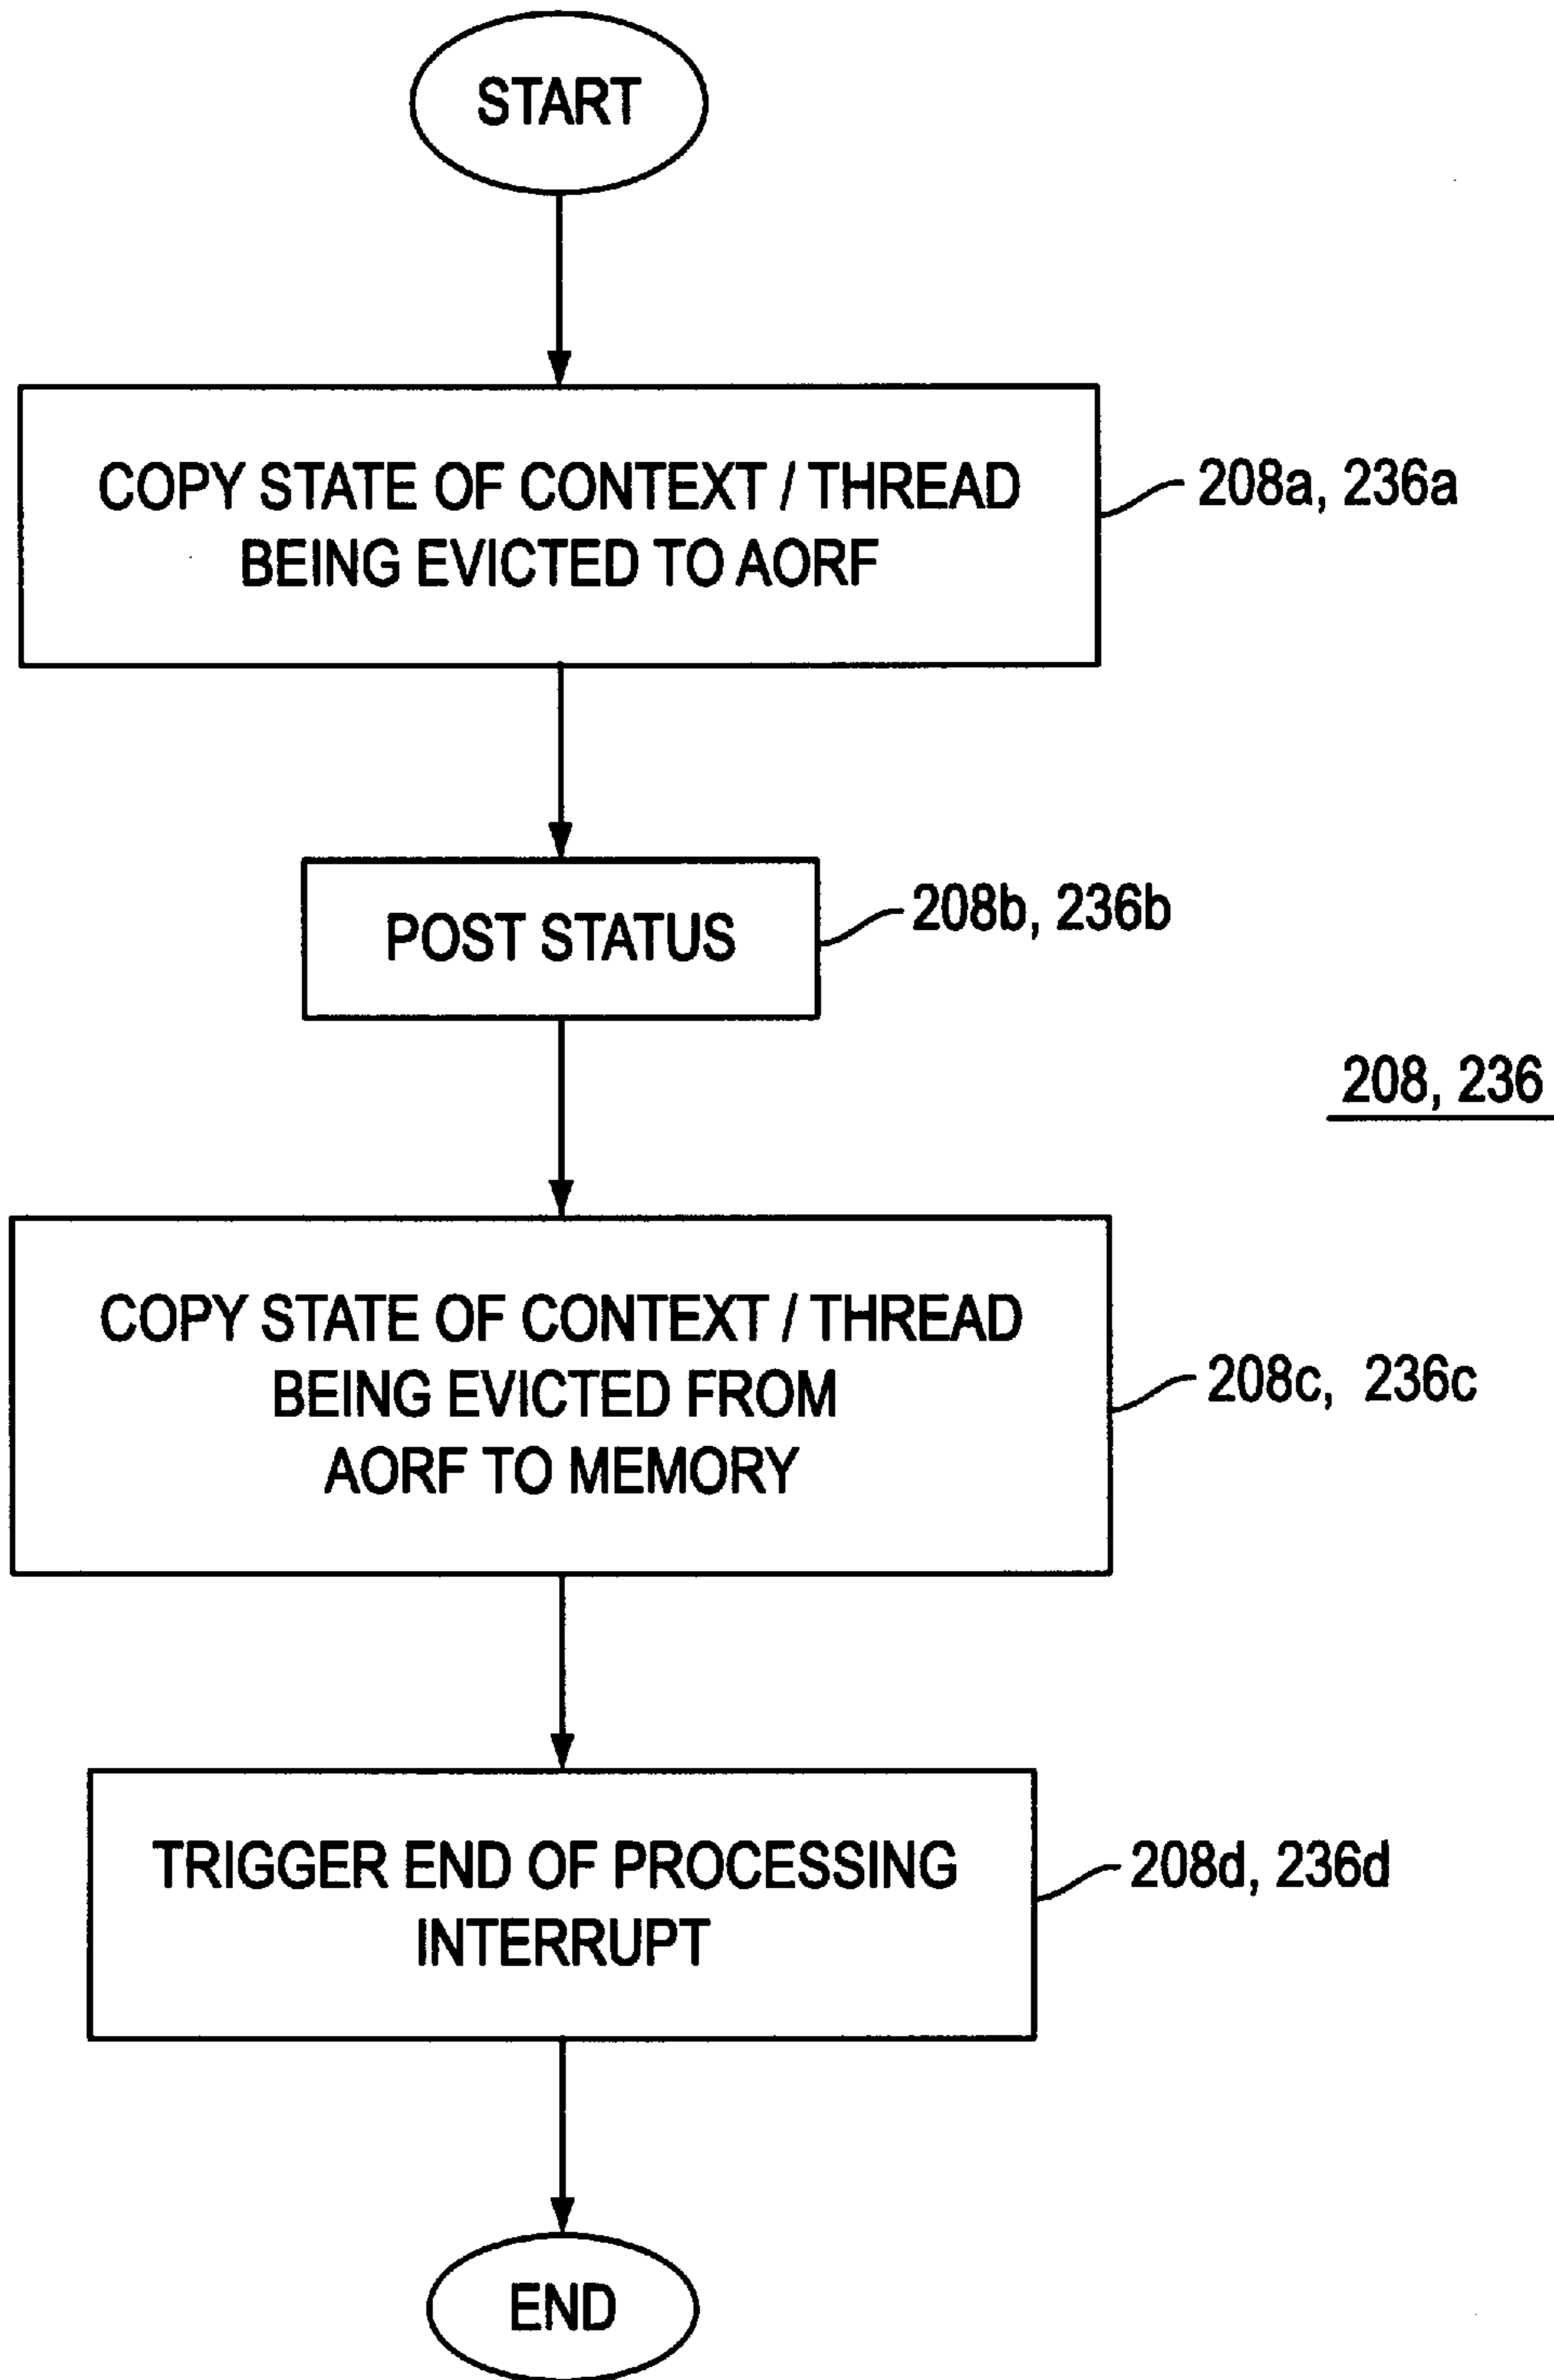 START
COPY STATE OF CONTEXT / THREAD
BEING EVICTED TO AORF
208a, 236a
POST STATUS
208b, 236b
208, 236
COPY STATE OF CONTEXT / THREAD
BEING EVICTED FROM
AORF TO MEMORY
208c, 236c
TRIGGER END OF PROCESSING
INTERRUPT
208d, 236d
END